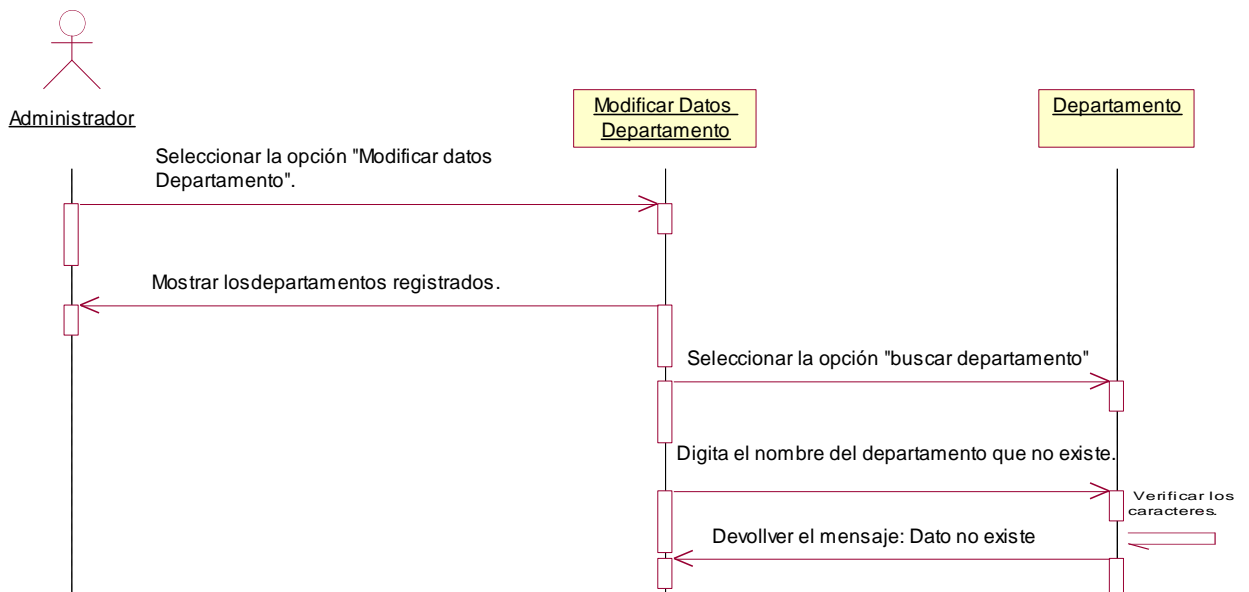 Administrador
Modificar Datos
Departamento
Departamento
Seleccionar la opción "Modificar datos
Departamento".
Mostrar losdepartamentos registrados.
Seleccionar la opción "buscar departamento"
Digita el nombre del departamento que no existe.
Verificar los
caracteres.
Devollver el mensaje: Dato no existe